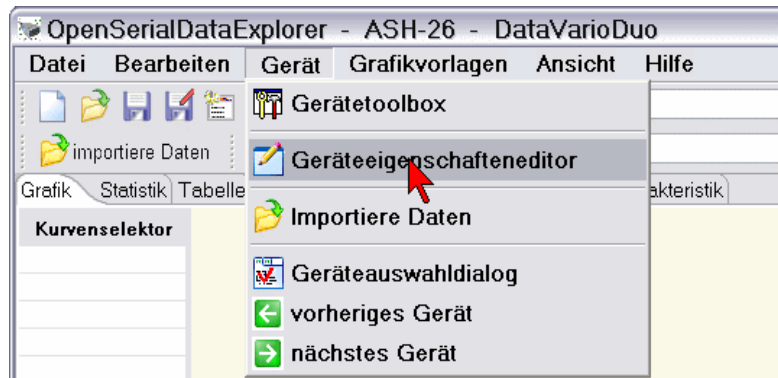 OpenSerialDataExplorer - ASH-26 - DataVarioDuo
Datei Bearbeiten Gerät Grafikvorlagen Ansicht Hilfe
Gerätetoolbox
importiere Daten
Geräteeigenschafteneditor
Grafik Statistik Tabelle akteristik
Kurvenselektor
Importiere Daten
Geräteauswahldialog
vorheriges Gerät
nächstes Gerät